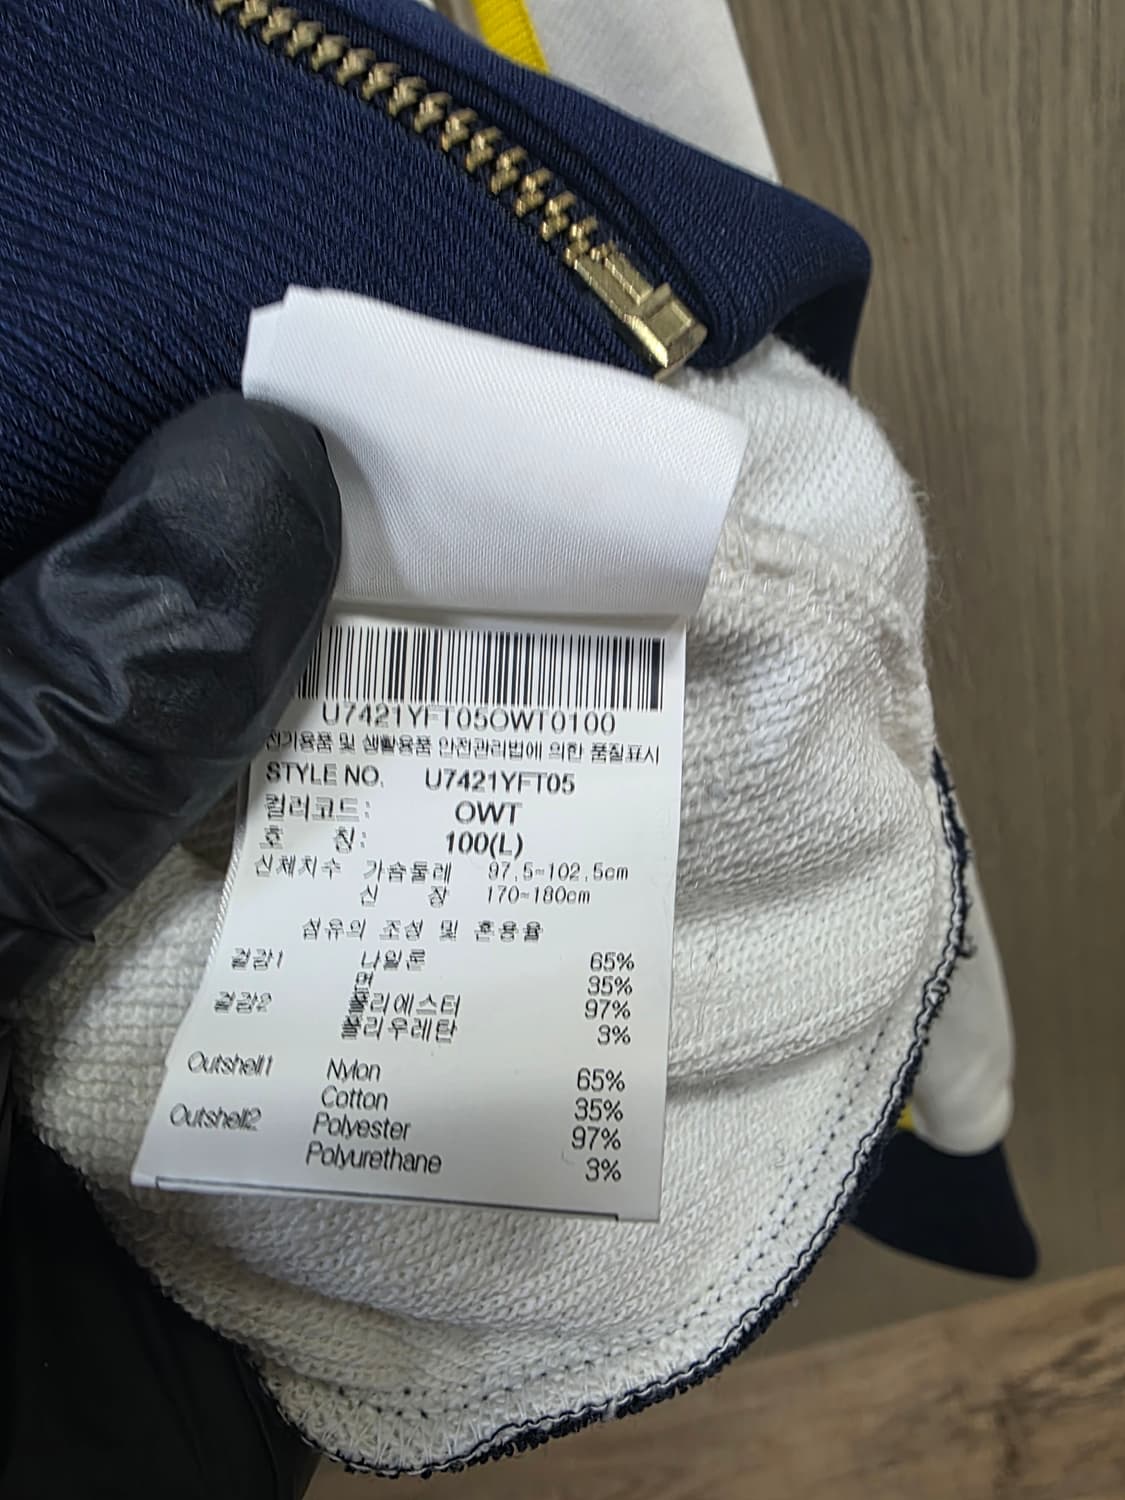 U7421YFT05OWT0100
전기용품 및 생활용품 안전관리법에 의한 품질표시
STYLE NO. U7421YFT05
컬러코드: OWT
호 칭: 100(L)
신체치수 가슴둘레 97.5~102.5cm
신 장 170~180cm
섬유의 조성 및 혼용율
겉감1 나일론 65%
면 35%
겉감2 폴리에스터 97%
폴리우레탄 3%
Outshell1 Nylon 65%
Cotton 35%
Outshell2 Polyester 97%
Polyurethane 3%